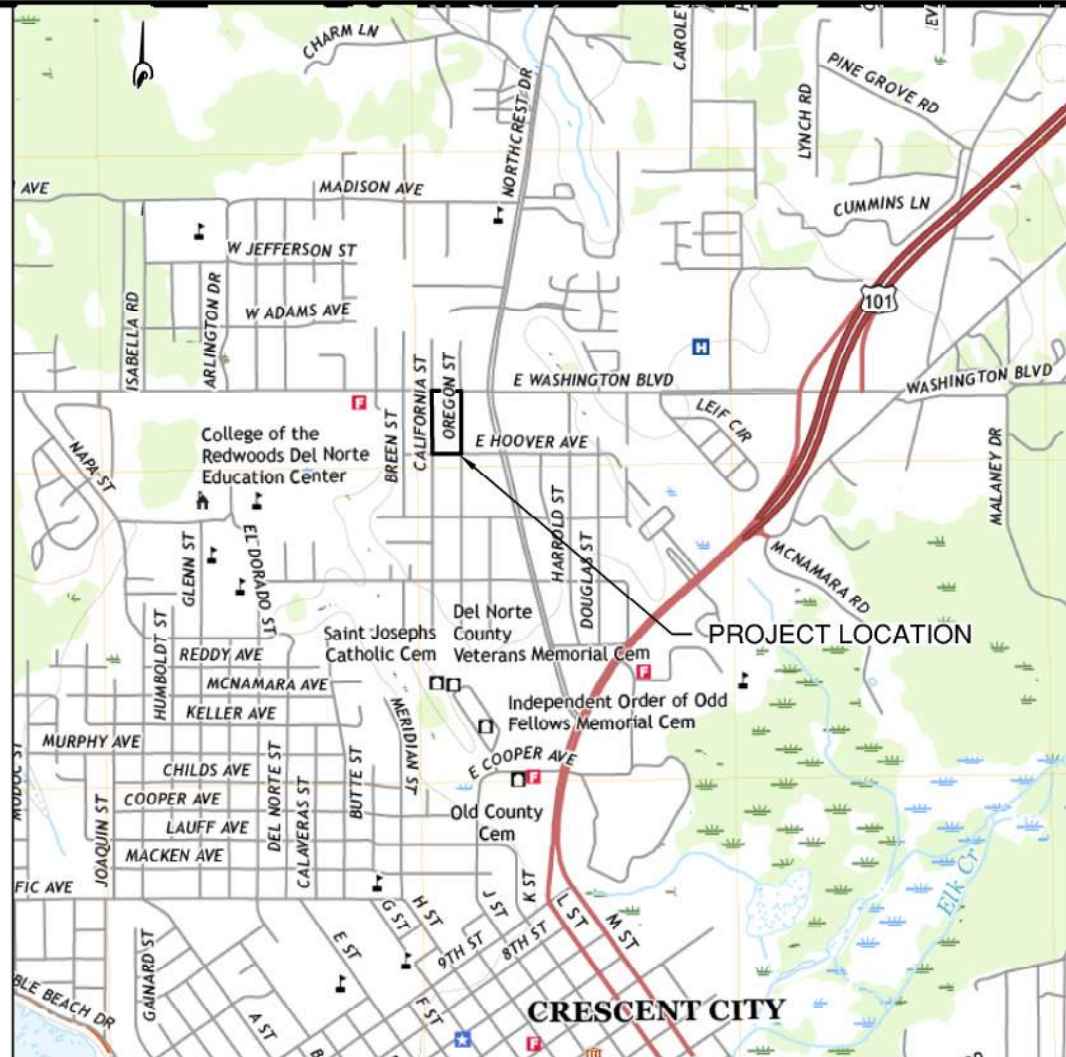 CHARM LN
NORTHCREST DR
CAROLE
LYNCH RD
PINE GROVE RD
AVE
MADISON AVE
CUMMINS LN
W JEFFERSON ST
101
ISABELLA RD
ARLINGTON DR
W ADAMS AVE
H
CALIFORNIA ST
OREGON ST
E WASHINGTON BLVD
WASHINGTON BLVD
F
LEIF CIR
BREEN ST
E HOOVER AVE
NAPA ST
College of the
Redwoods Del Norte
Education Center
MALANEY DR
HARROLD ST
DOUGLAS ST
GLENN ST
EL DORADO ST
MCNAMARA RD
Del Norte
County
Veterans Memorial Cem
Saint Josephs
Catholic Cem
PROJECT LOCATION
HUMBOLDT ST
REDDY AVE
F
MCNAMARA AVE
KELLER AVE
MERIDIAN ST
Independent Order of Odd
Fellows Memorial Cem
MURPHY AVE
MODOC ST
CHILDS AVE
DEL NORTE ST
BUTTE ST
E COOPER AVE
F
COOPER AVE
CALAVERAS ST
Old County
Cem
JOAQUIN ST
LAUFF AVE
MACKEN AVE
FIC AVE
Elk Cr
G ST
H ST
J ST
K ST
L ST
M ST
9TH ST
8TH ST
E ST
GAINARD ST
BLE BEACH DR
A ST
F ST
CRESCENT CITY
B
F